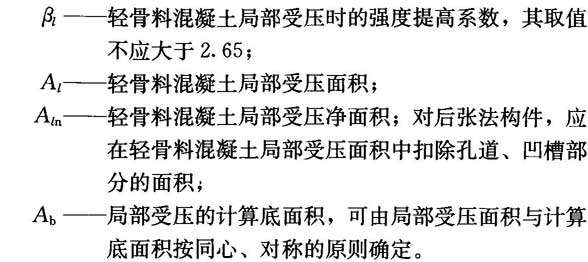 βl ——轻骨料混凝土局部受压时的强度提高系数，其取值
不应大于 2.65；
Al——轻骨料混凝土局部受压面积；
Aln——轻骨料混凝土局部受压净面积；对后张法构件，应
在轻骨料混凝土局部受压面积中扣除孔道、凹槽部
分的面积；
Ab ——局部受压的计算底面积，可由局部受压面积与计算
底面积按同心、对称的原则确定。